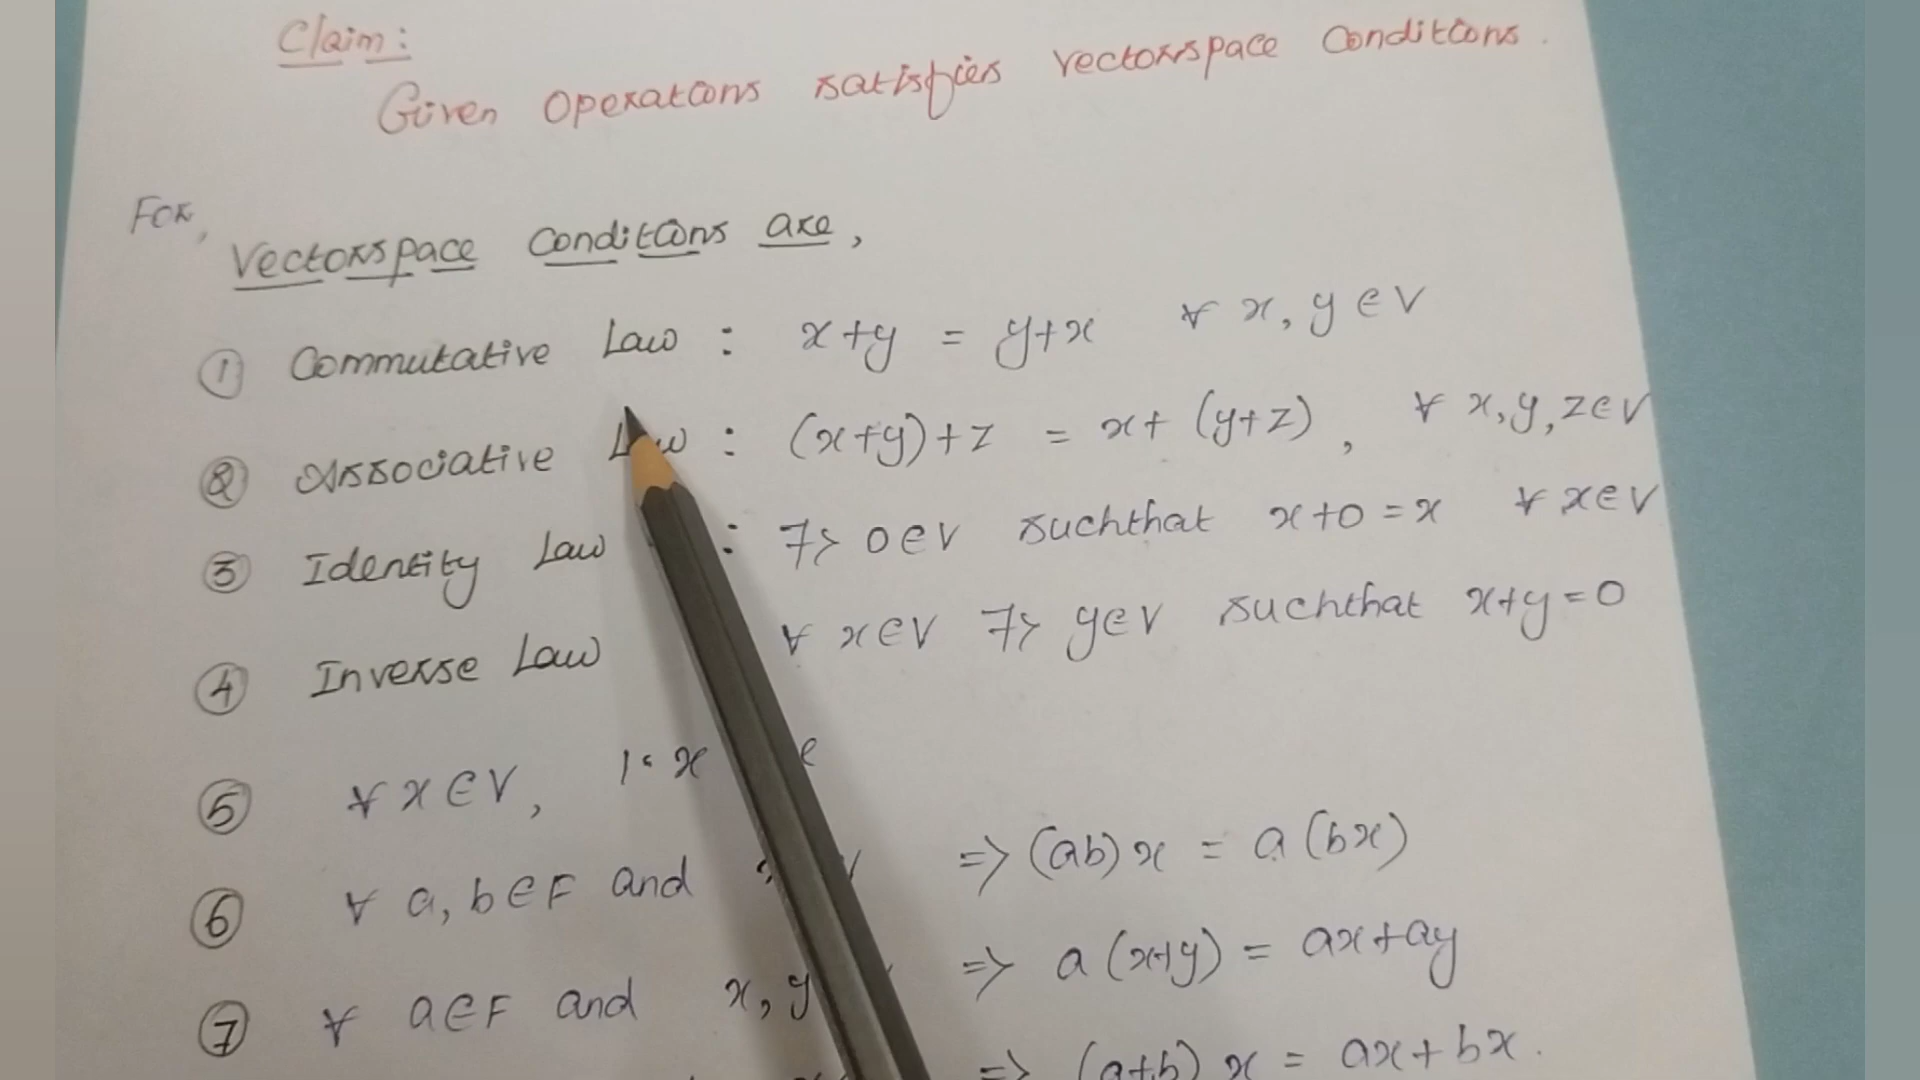 Claim:
Given Operations satisfies vectorspace Conditions.
For,
Vectorspace Conditions are,
① Commutative Law : x+y = y+x ∀ x, y ∈ V
② Associative Law : (x+y)+z = x+(y+z), ∀ x,y,z∈V
③ Identity Law : ∃> 0∈V suchthat x+0=x ∀ x∈V
④ Inverse Law ∀ x∈V ∃> y∈V suchthat x+y=0
⑤ ∀ x∈V, 1·x
⑥ ∀ a,b∈F and => (ab)x = a(bx)
⑦ ∀ a∈F and x,y => a(x+y) = ax+ay
=> (a+b)x = ax+bx.